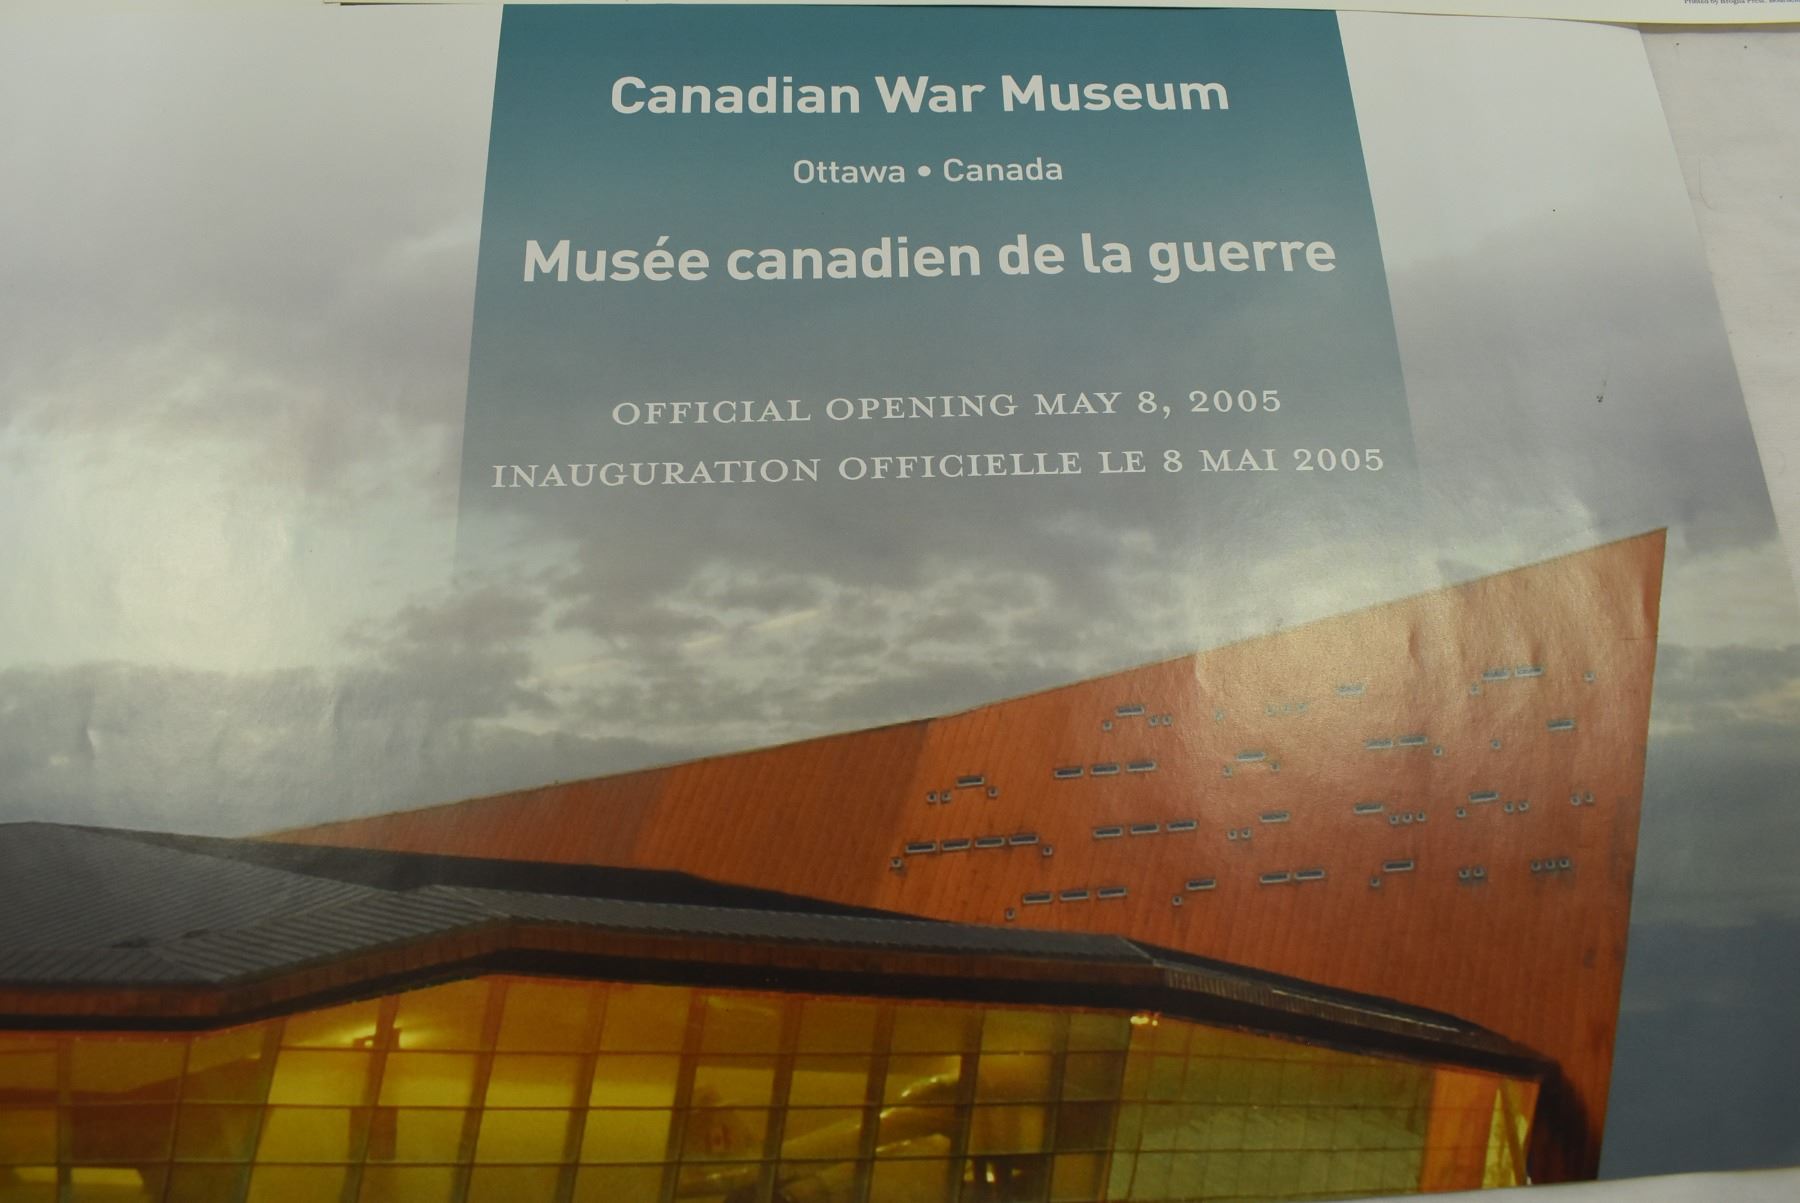 Canadian War Museum
Ottawa • Canada
Musée canadien de la guerre
OFFICIAL OPENING MAY 8, 2005
INAUGURATION OFFICIELLE LE 8 MAI 2005